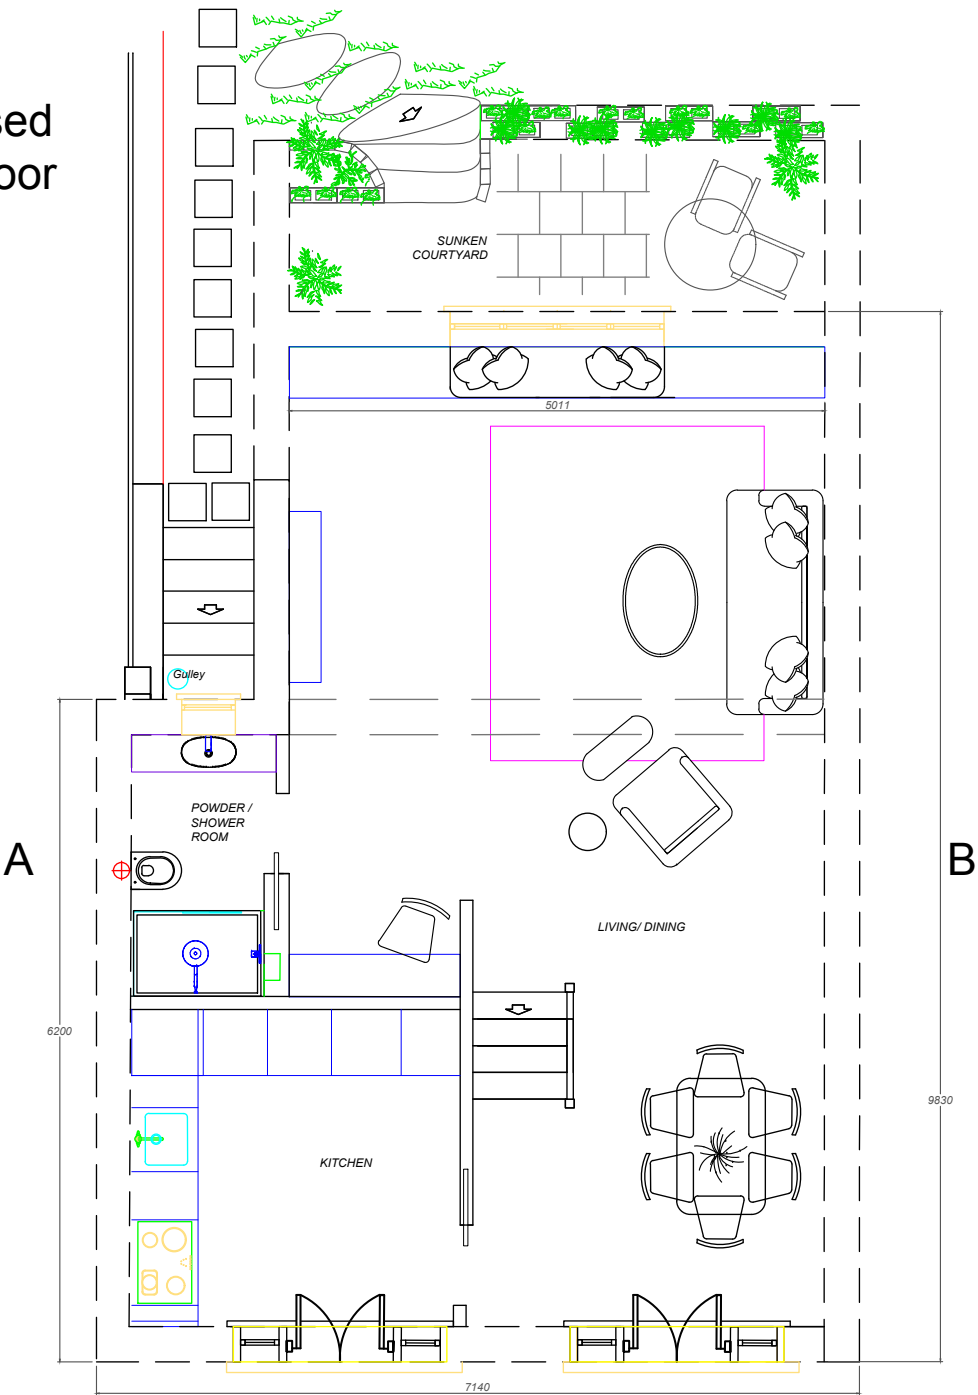 sed
oor
SUNKEN
COURTYARD
5011
Gulley
POWDER /
SHOWER
ROOM
A
B
LIVING/ DINING
6200
9830
KITCHEN
7140